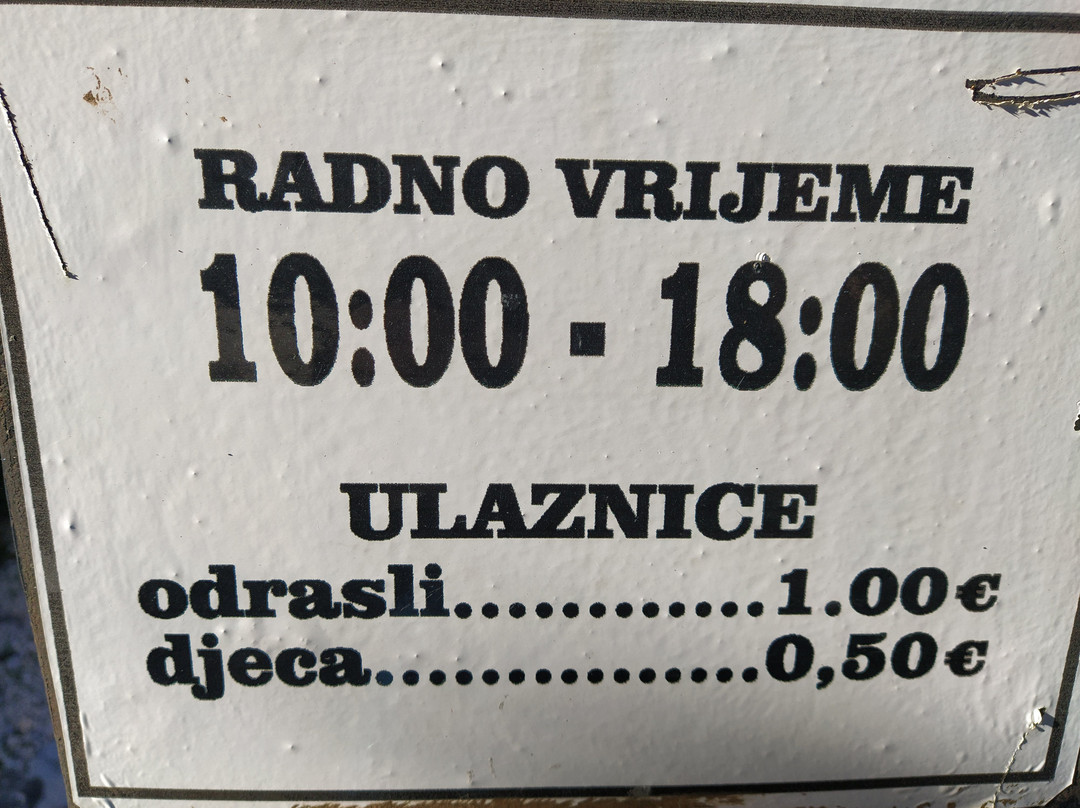 RADNO VRIJEME
10:00 - 18:00
ULAZNICE
odrasli............1.00€
djeca...............0,50€